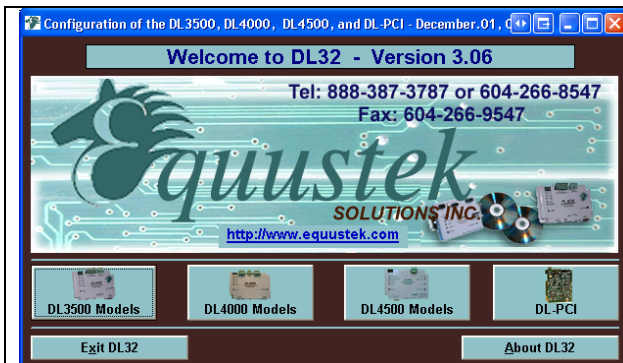 Configuration of the DL3500, DL4000, DL4500, and DL-PCI - December.01,
Welcome to DL32 - Version 3.06
Tel: 888-387-3787 or 604-266-8547
Fax: 604-266-9547
Equustek
SOLUTIONS INC.
http://www.equustek.com
DL3500 Models
DL4000 Models
DL4500 Models
DL-PCI
Exit DL32
About DL32